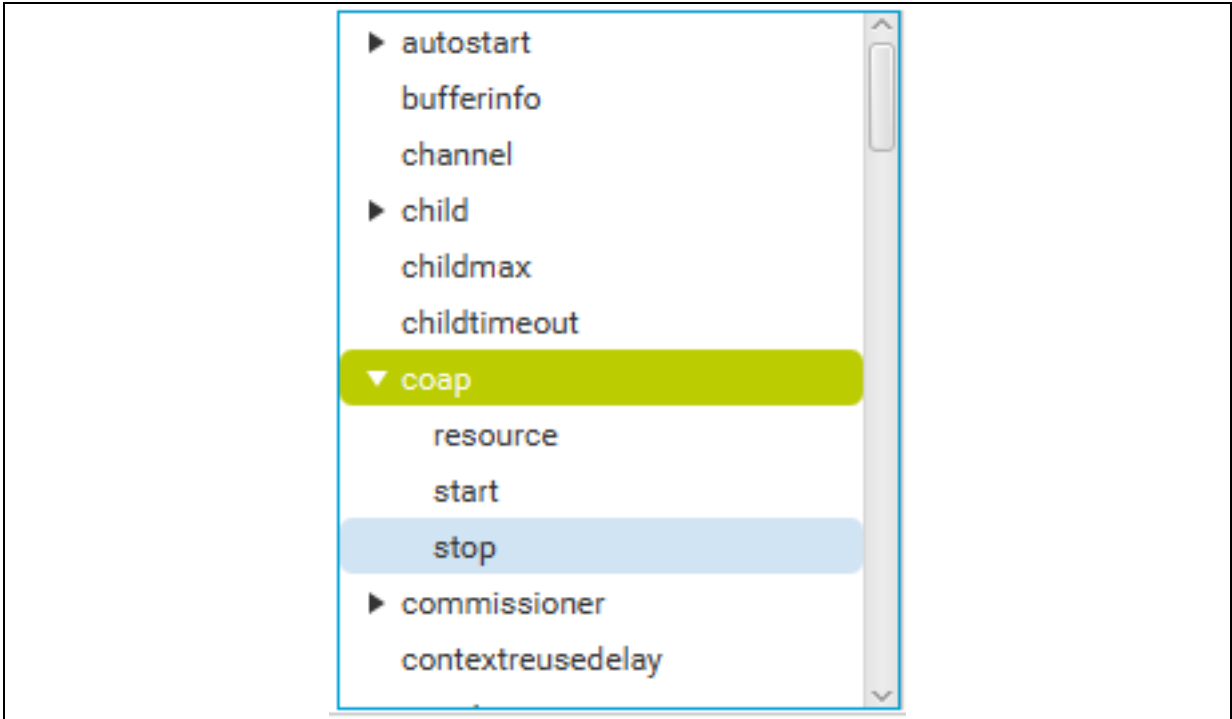 autostart
bufferinfo
channel
child
childmax
childtimeout
coap
resource
start
stop
commissioner
contextreusedelay